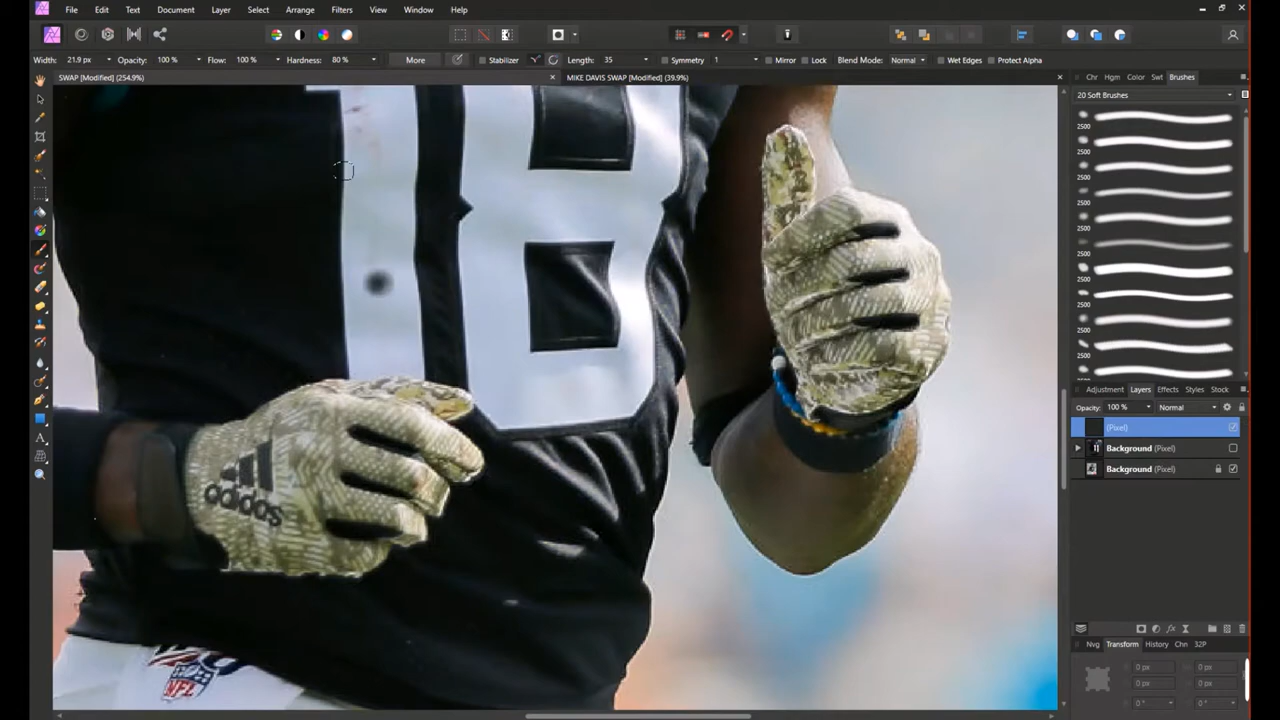 File Edit Text Document Layer Select Arrange Filters View Window Help
Width: 21.9 px Opacity: 100 % Flow: 100 % Hardness: 80 % More Stabilizer Length: 35 Symmetry 1 Mirror Lock Blend Mode: Normal Wet Edges Protect Alpha
SWAP [Modified] (254.9%) × MIKE DAVIS SWAP [Modified] (39.9%) ×
Chr Hgm Color Swt Brushes
20 Soft Brushes
2500
2500
2500
2500
2500
2500
2500
2500
2500
2500
Adjustment Layers Effects Styles Stock
Opacity: 100 % Normal
(Pixel)
Background (Pixel)
Background (Pixel)
adidas
NFL
Nvg Transform History Chn 32P
X: 0 px R: 0 px
Y: 0 px R: 0 px
0 ° 0 °